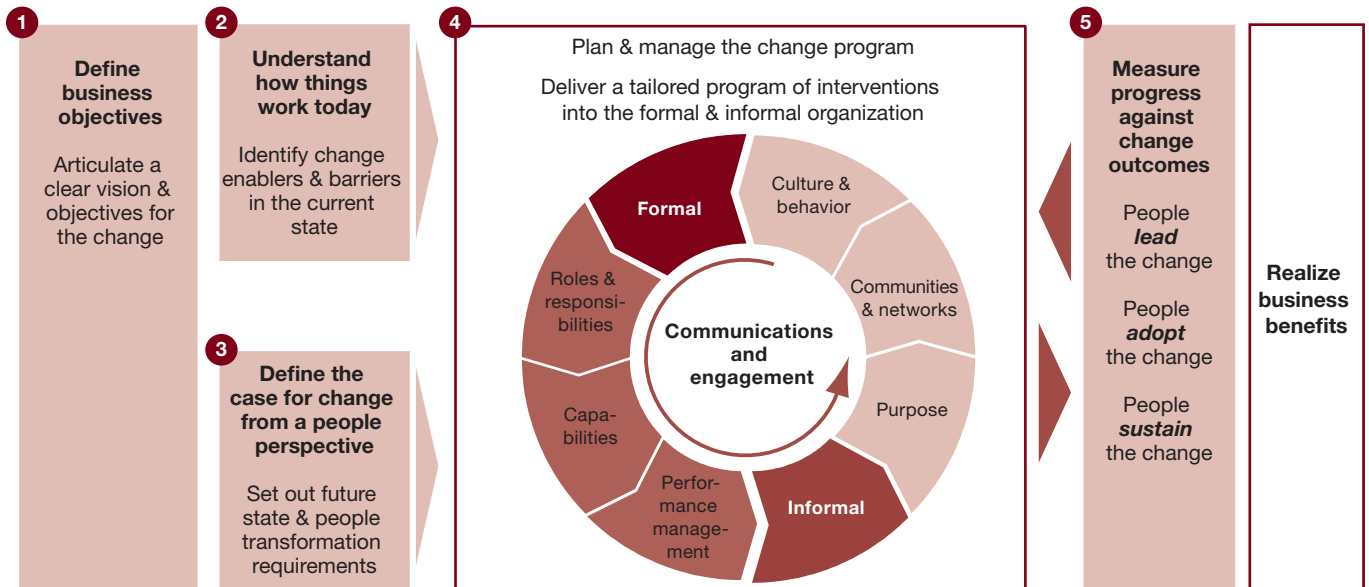 1
Define
business
objectives
Articulate a
clear vision &
objectives for
the change
2
Understand
how things
work today
Identify change
enablers & barriers
in the current
state
3
Define the
case for change
from a people
perspective
Set out future
state & people
transformation
requirements
4
Plan & manage the change program
Deliver a tailored program of interventions
into the formal & informal organization
Formal
Culture &
behavior
Communities
& networks
Purpose
Informal
Perfor-
mance
manage-
ment
Capa-
bilities
Roles &
responsi-
bilities
Communications
and
engagement
5
Measure
progress
against
change
outcomes
People
lead
the change
People
adopt
the change
People
sustain
the change
Realize
business
benefits